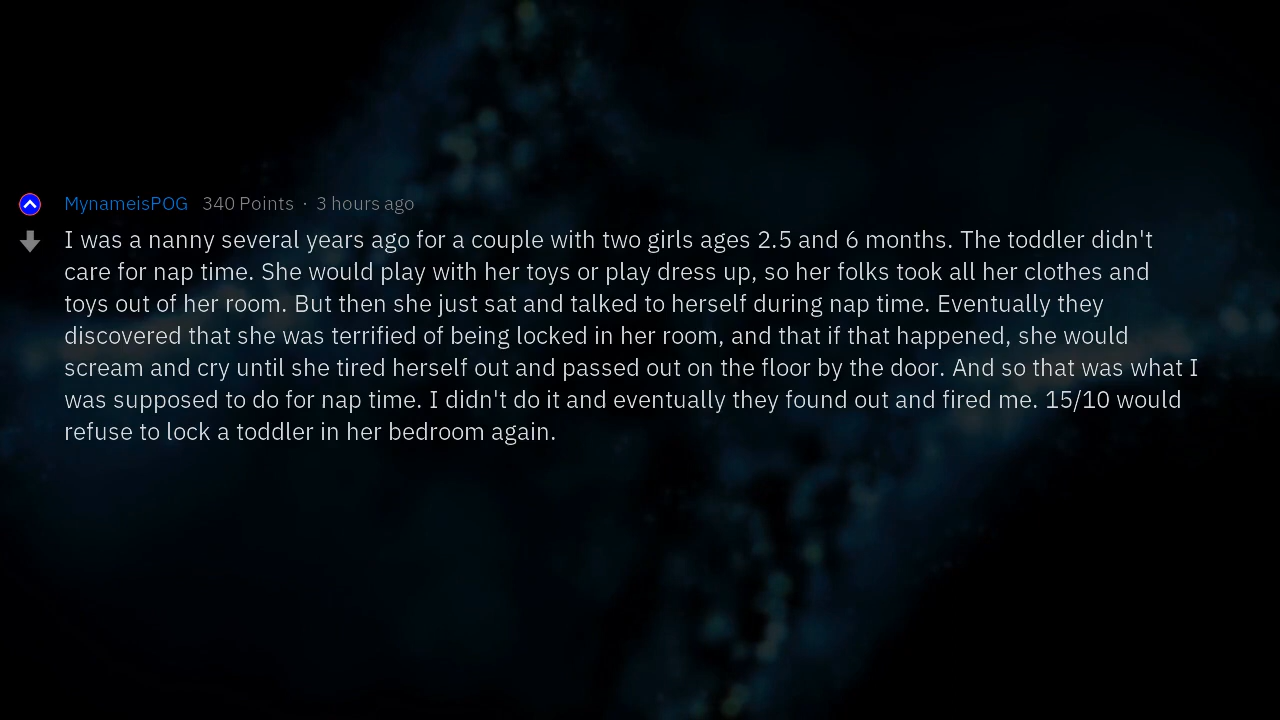 MynameisPOG 340 Points · 3 hours ago
I was a nanny several years ago for a couple with two girls ages 2.5 and 6 months. The toddler didn't
care for nap time. She would play with her toys or play dress up, so her folks took all her clothes and
toys out of her room. But then she just sat and talked to herself during nap time. Eventually they
discovered that she was terrified of being locked in her room, and that if that happened, she would
scream and cry until she tired herself out and passed out on the floor by the door. And so that was what I
was supposed to do for nap time. I didn't do it and eventually they found out and fired me. 15/10 would
refuse to lock a toddler in her bedroom again.